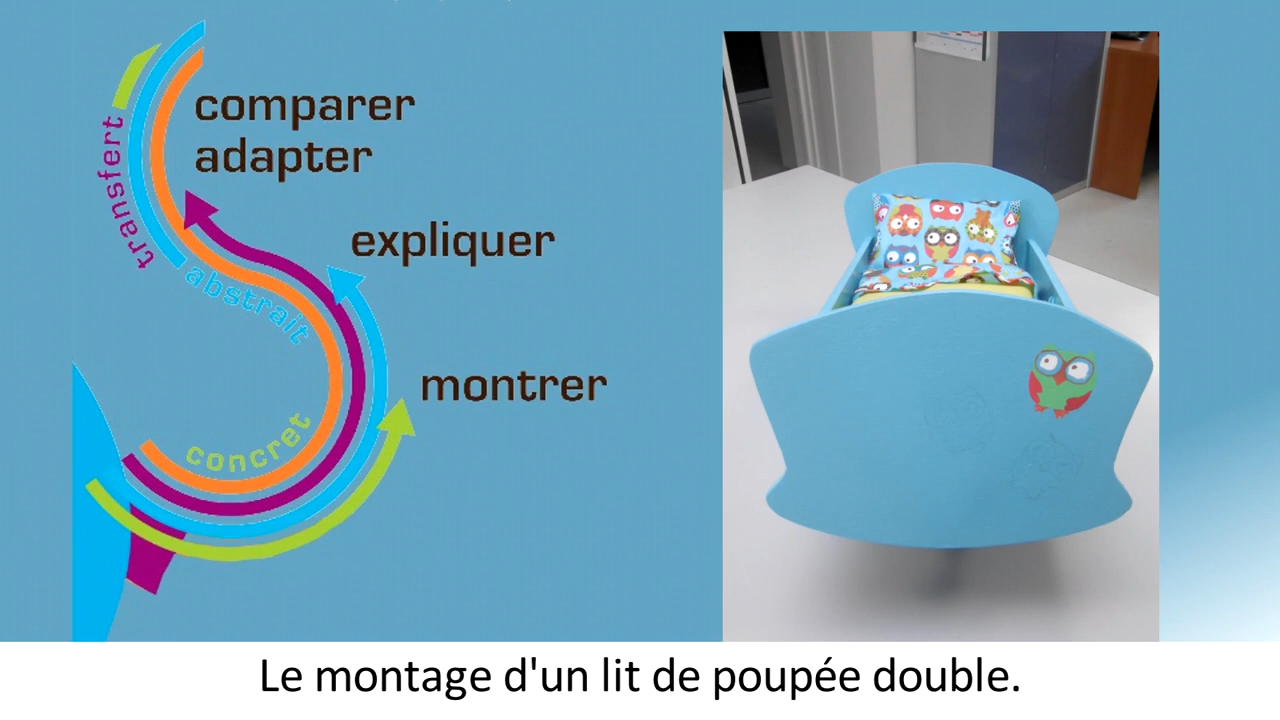 comparer
adapter
transfert
expliquer
abstrait
montrer
concret
Le montage d'un lit de poupée double.